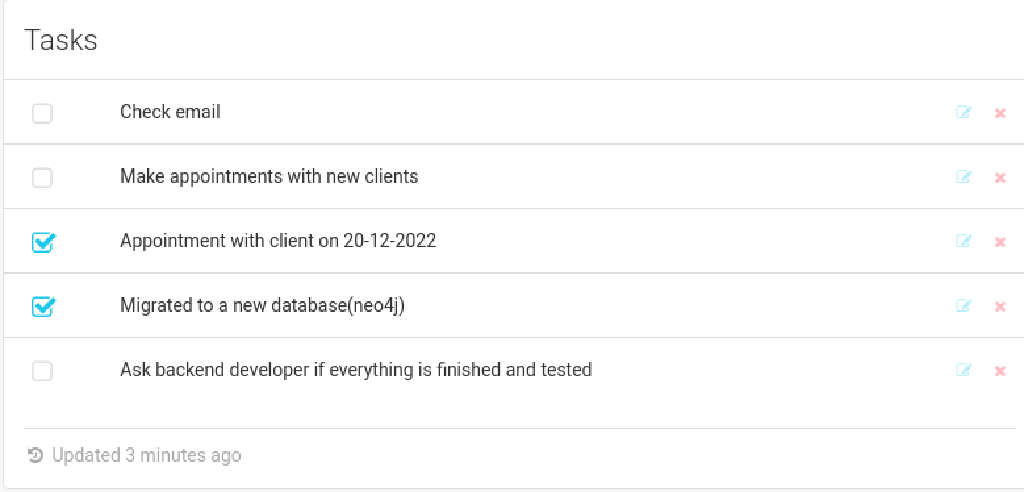 Tasks
Check email
Make appointments with new clients
Appointment with client on 20-12-2022
Migrated to a new database(neo4j)
Ask backend developer if everything is finished and tested
Updated 3 minutes ago